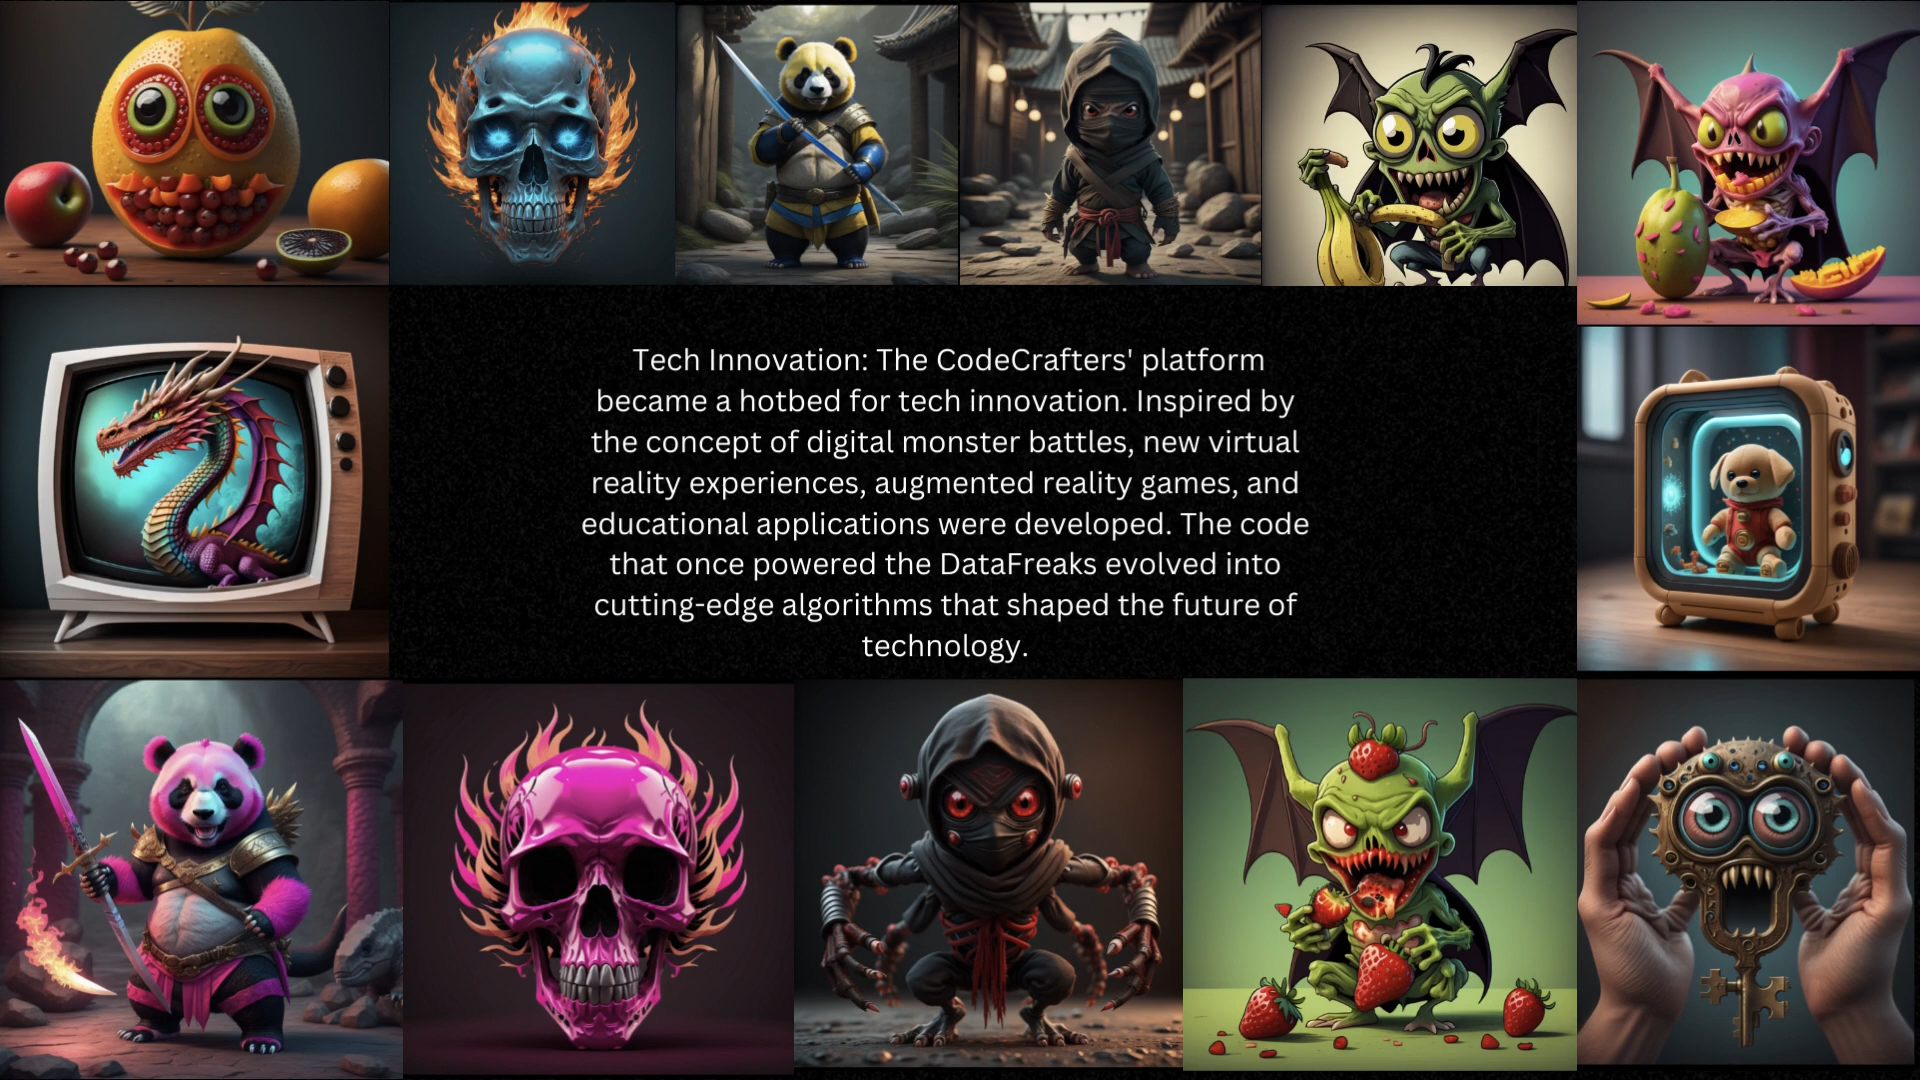 Tech Innovation: The CodeCrafters' platform
became a hotbed for tech innovation. Inspired by
the concept of digital monster battles, new virtual
reality experiences, augmented reality games, and
educational applications were developed. The code
that once powered the DataFreaks evolved into
cutting-edge algorithms that shaped the future of
technology.